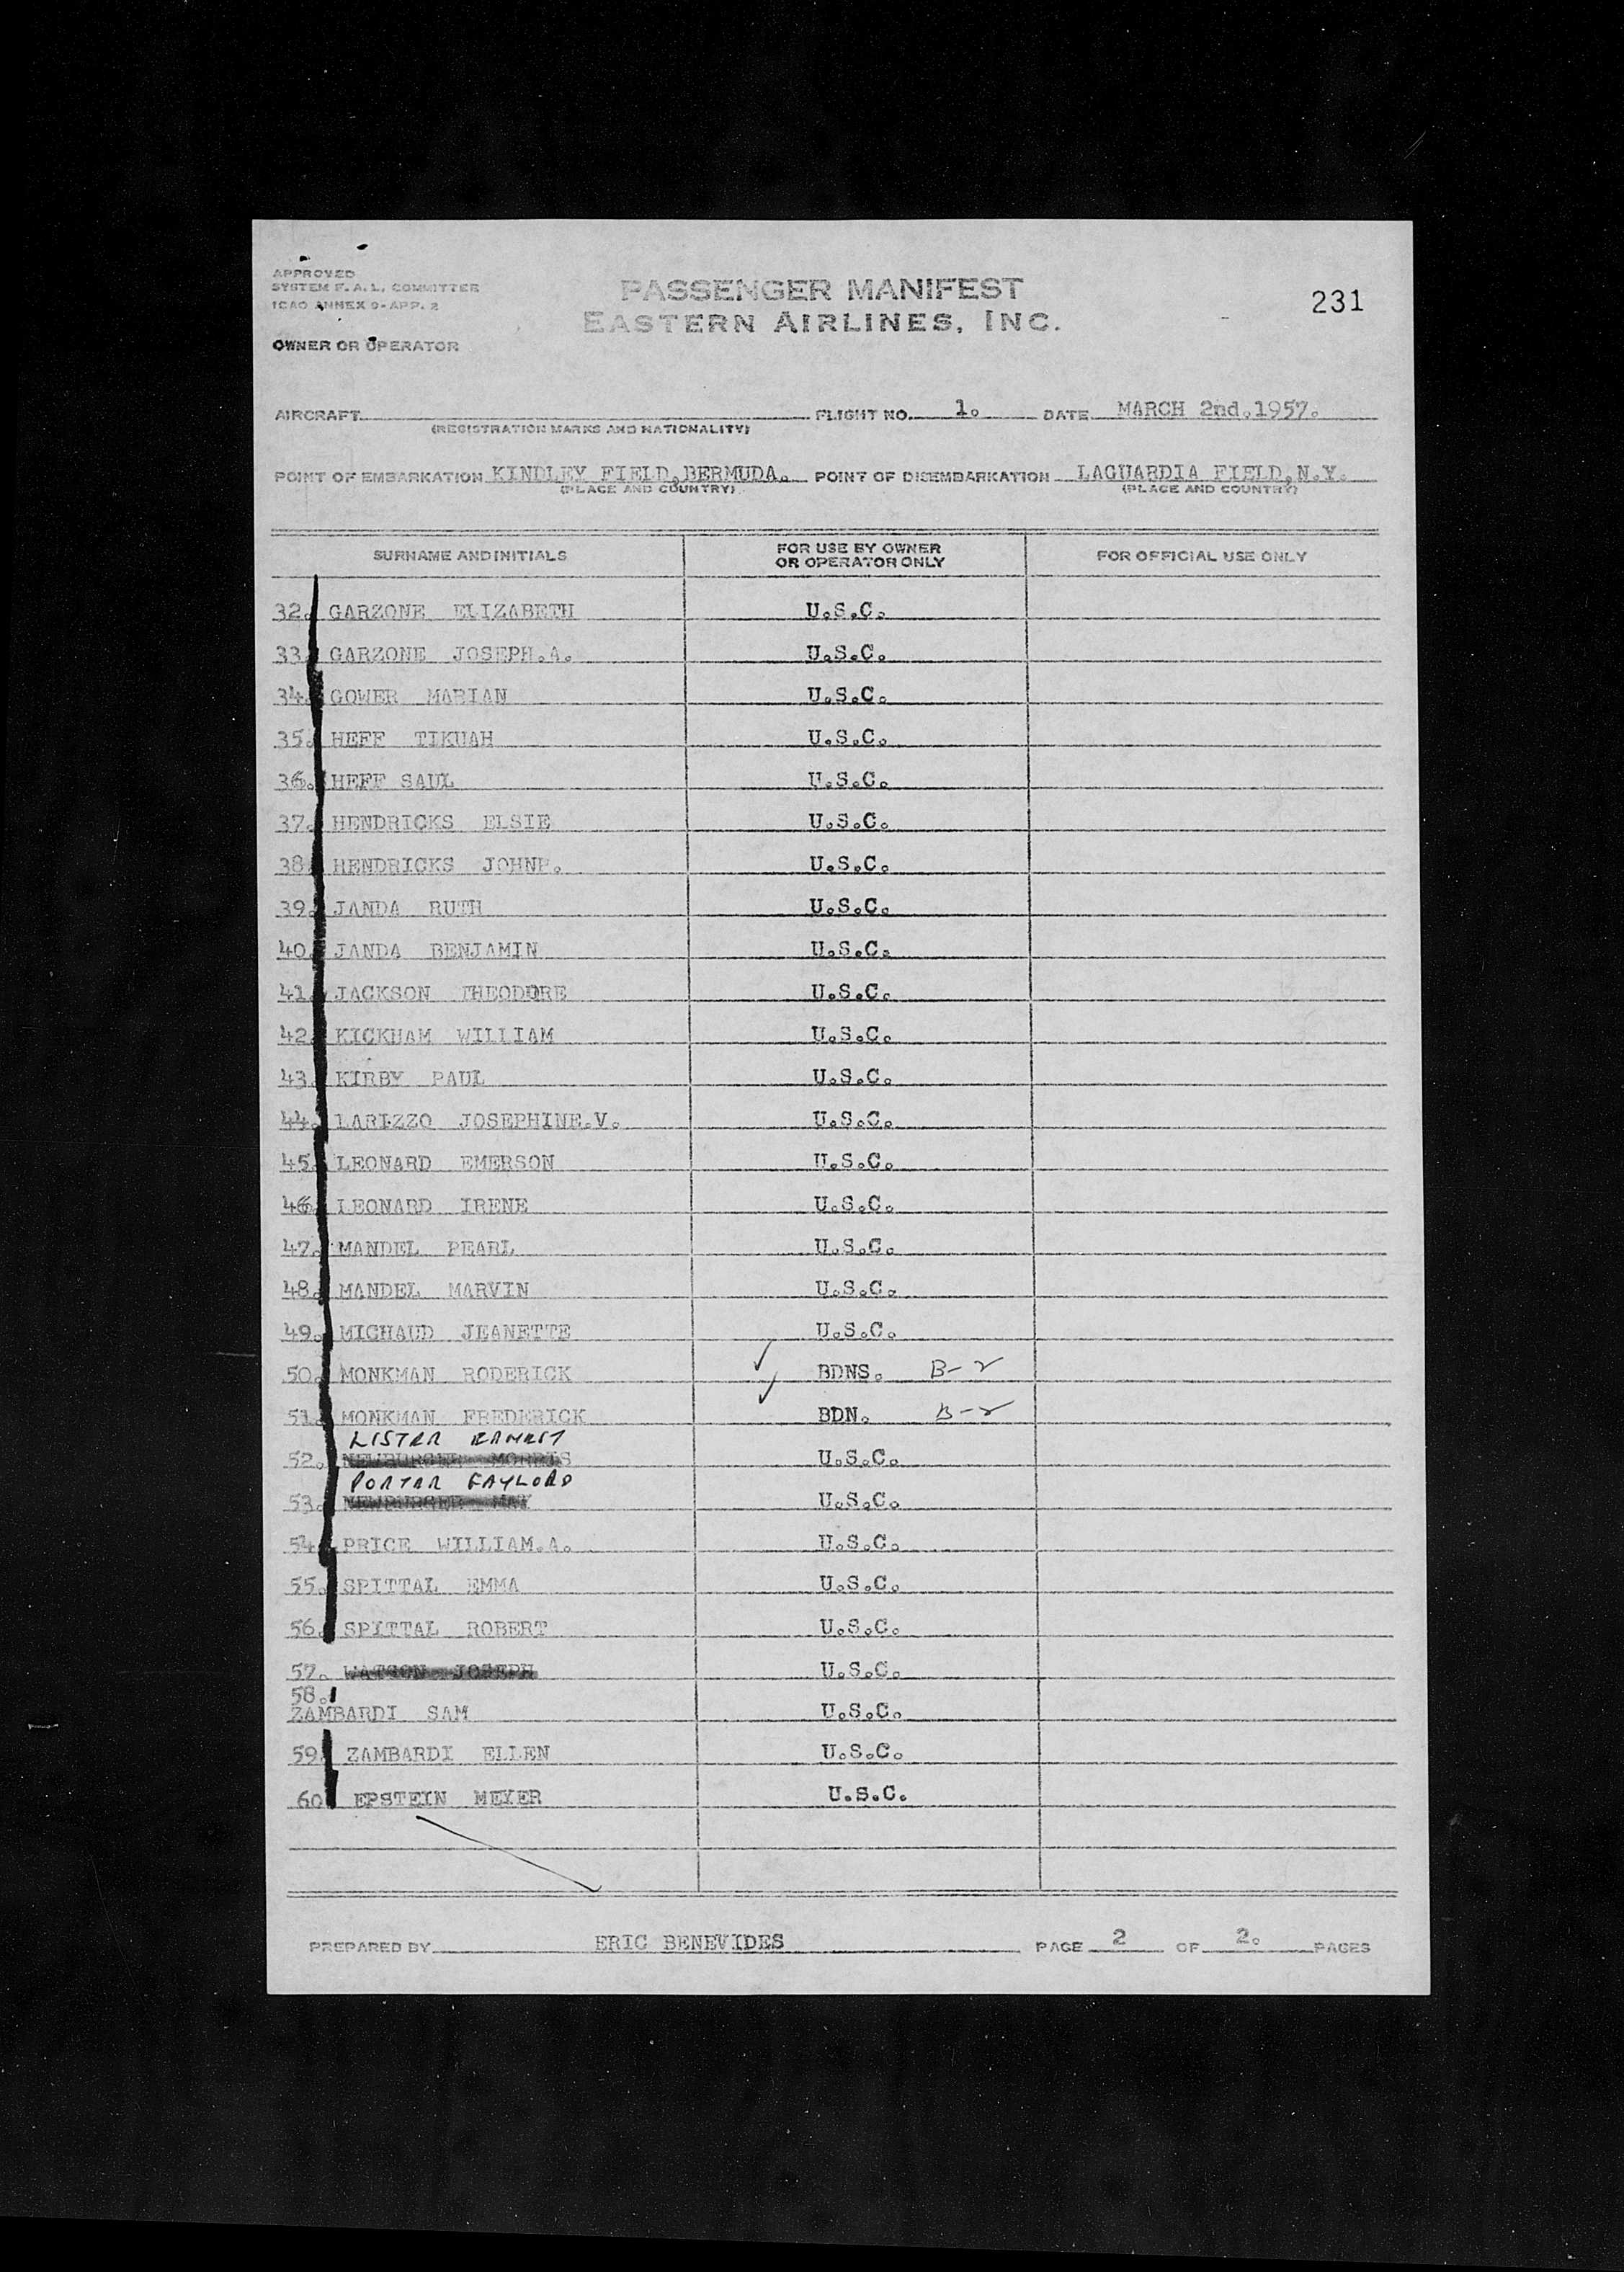 APPROVED
SYSTEM F. A. L. COMMITTEE
ICAO ANNEX 9-APP. 2
PASSENGER MANIFEST
EASTERN AIRLINES, INC.
231
OWNER OR OPERATOR
AIRCRAFT FLIGHT NO. 1. DATE MARCH 2nd,1957.
(REGISTRATION MARKS AND NATIONALITY)
POINT OF EMBARKATION KINDLEY FIELD,BERMUDA. POINT OF DISEMBARKATION LAGUARDIA FIELD,N.Y.
(PLACE AND COUNTRY) (PLACE AND COUNTRY)
SURNAME AND INITIALS FOR USE BY OWNER OR OPERATOR ONLY FOR OFFICIAL USE ONLY
32. GARZONE ELIZABETH U.S.C.
33. GARZONE JOSEPH.A. U.S.C.
34. GOWER MARIAN U.S.C.
35. HEFF TIKUAH U.S.C.
36. HEFF SAUL U.S.C.
37. HENDRICKS ELSIE U.S.C.
38. HENDRICKS JOHNP. U.S.C.
39. JANDA RUTH U.S.C.
40. JANDA BENJAMIN U.S.C.
41. JACKSON THEODORE U.S.C.
42. KICKHAM WILLIAM U.S.C.
43. KIRBY PAUL U.S.C.
44. LARIZZO JOSEPHINE.V. U.S.C.
45. LEONARD EMERSON U.S.C.
46. LEONARD IRENE U.S.C.
47. MANDEL PEARL U.S.C.
48. MANDEL MARVIN U.S.C.
49. MICHAUD JEANETTE U.S.C.
50. MONKMAN RODERICK BDNS. B-2
51. MONKMAN FREDERICK BDN. B-2
LISTER
52. NEWBURGER MORRIS U.S.C.
PORTER GAYLORD
53. NEWBURGER MAY U.S.C.
54. PRICE WILLIAM.A. U.S.C.
55. SPITTAL EMMA U.S.C.
56. SPITTAL ROBERT U.S.C.
57. WATSON JOSEPH U.S.C.
58.
ZAMBARDI SAM U.S.C.
59. ZAMBARDI ELLEN U.S.C.
60 EPSTEIN MEYER U.S.C.
PREPARED BY ERIC BENEVIDES PAGE 2 OF 2. PAGES